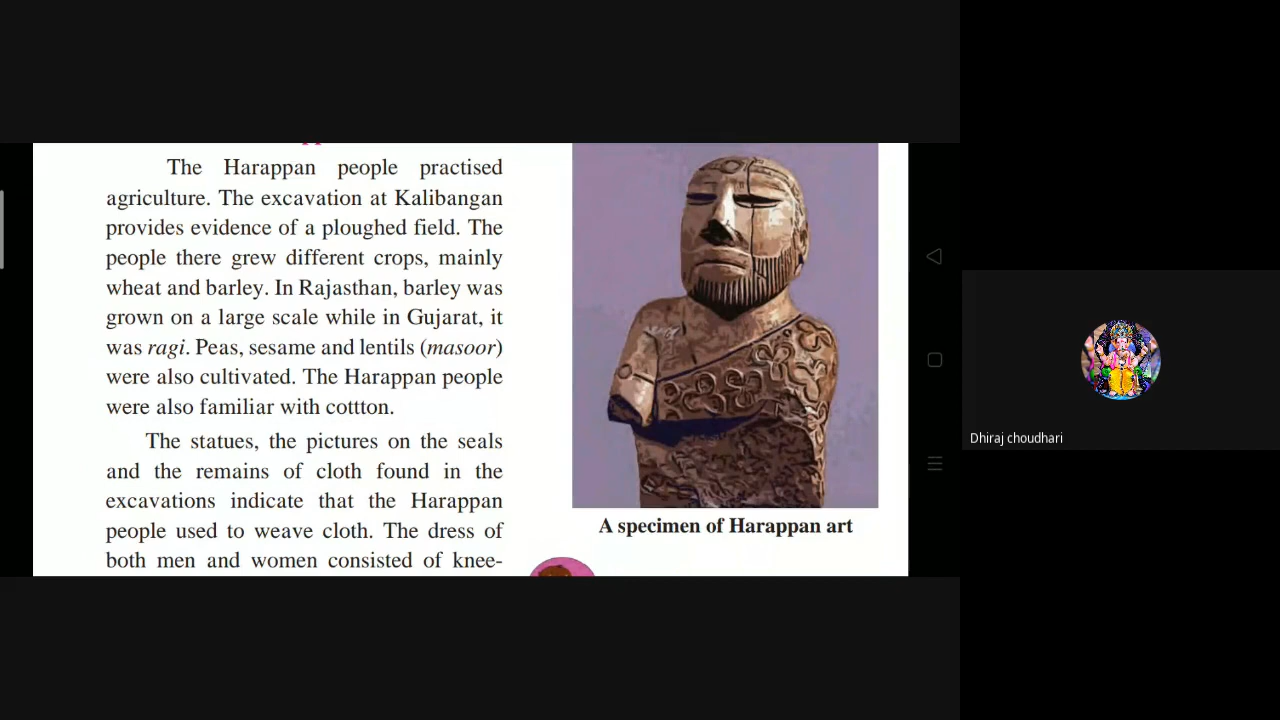 The Harappan people practised
agriculture. The excavation at Kalibangan
provides evidence of a ploughed field. The
people there grew different crops, mainly
wheat and barley. In Rajasthan, barley was
grown on a large scale while in Gujarat, it
was ragi. Peas, sesame and lentils (masoor)
were also cultivated. The Harappan people
were also familiar with cottton.
The statues, the pictures on the seals
and the remains of cloth found in the
excavations indicate that the Harappan
people used to weave cloth. The dress of
both men and women consisted of knee-
A specimen of Harappan art
Dhiraj choudhari